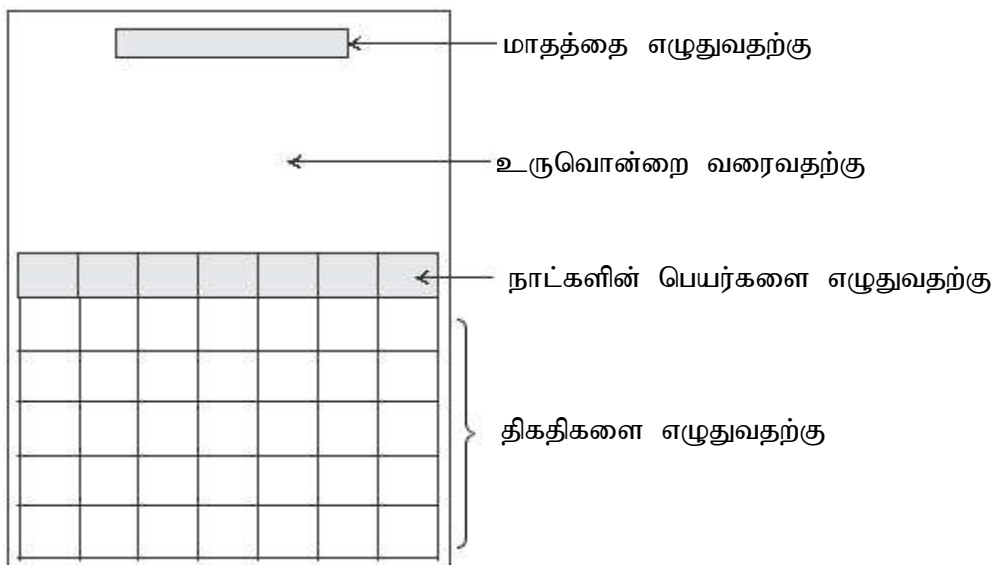 மாதத்தை எழுதுவதற்கு
உருவொன்றை வரைவதற்கு
நாட்களின் பெயர்களை எழுதுவதற்கு
திகதிகளை எழுதுவதற்கு